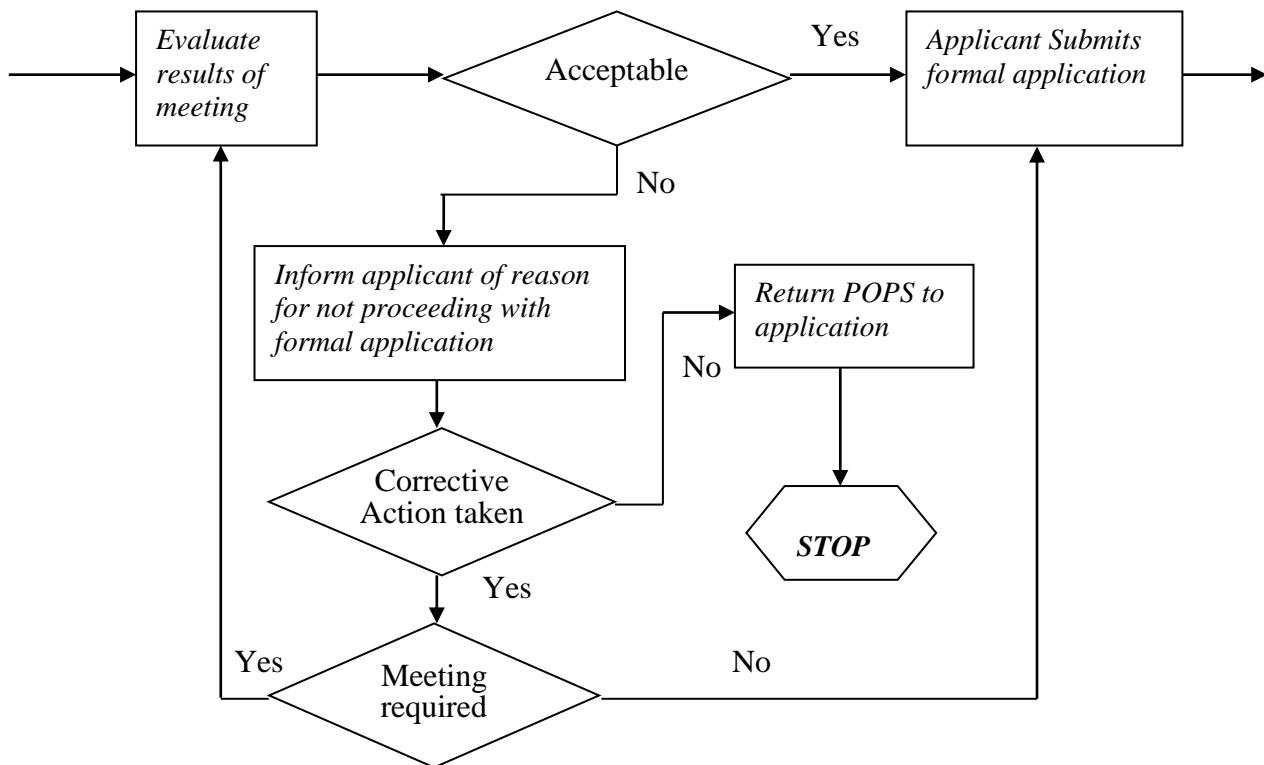 Evaluate
results of
meeting
Acceptable
Yes
Applicant Submits
formal application
No
Inform applicant of reason
for not proceeding with
formal application
Return POPS to
application
No
Corrective
Action taken
STOP
Yes
Yes
Meeting
required
No